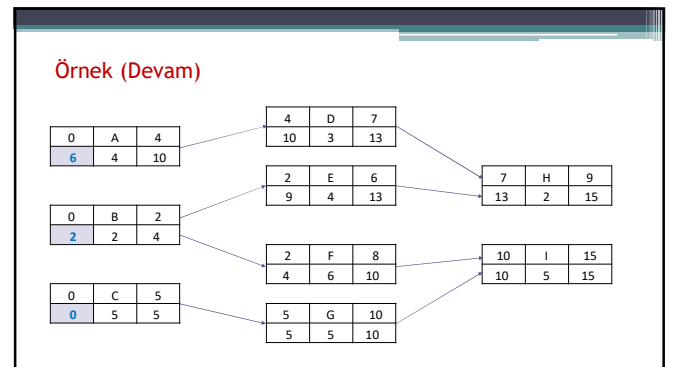 Örnek (Devam)
0 A 4
6 4 10
0 B 2
2 2 4
0 C 5
0 5 5
4 D 7
10 3 13
2 E 6
9 4 13
2 F 8
4 6 10
5 G 10
5 5 10
7 H 9
13 2 15
10 I 15
10 5 15